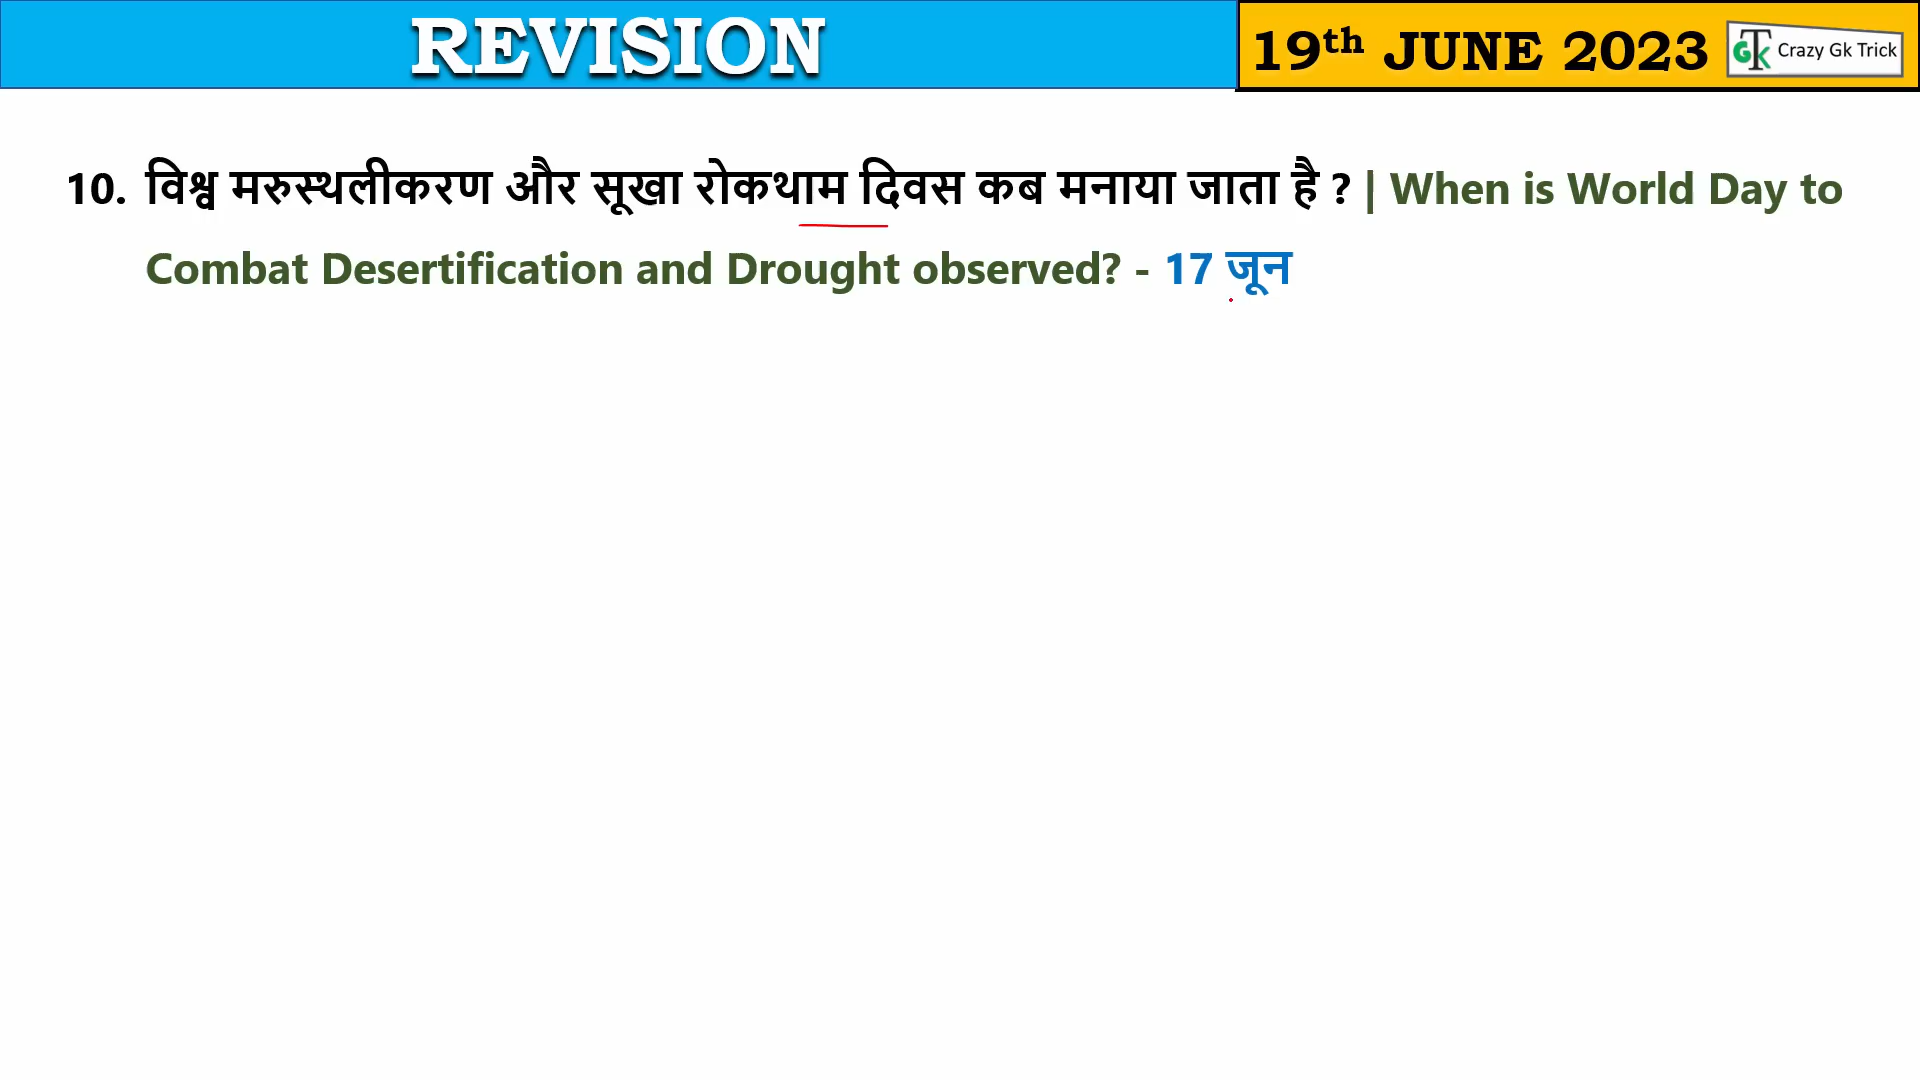 REVISION
19th JUNE 2023
GTK Crazy Gk Trick
10. विश्व मरुस्थलीकरण और सूखा रोकथाम दिवस कब मनाया जाता है ? | When is World Day to
Combat Desertification and Drought observed? - 17 जून